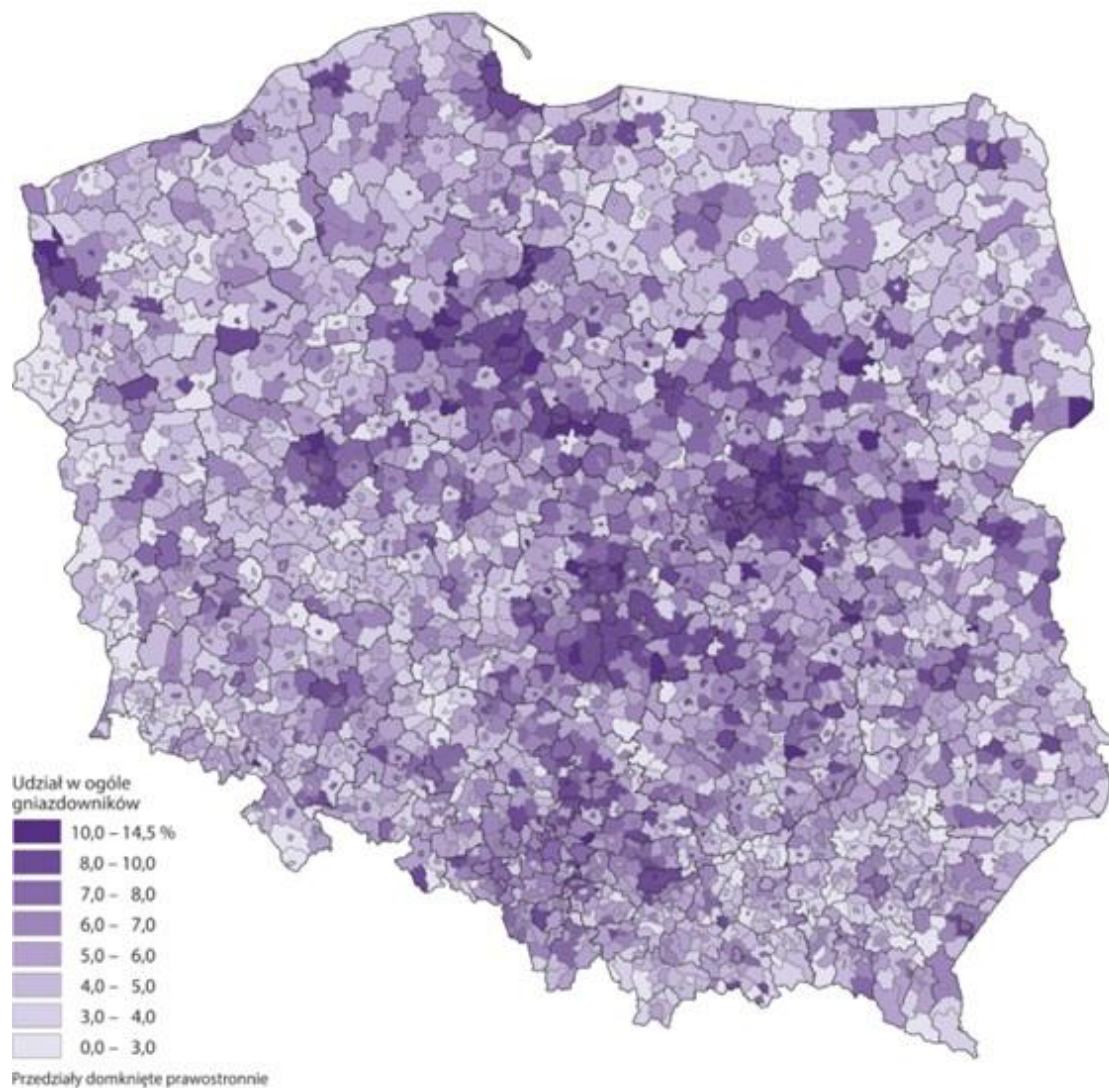 Udział w ogóle
gniazdowników
10,0 – 14,5 %
8,0 – 10,0
7,0 – 8,0
6,0 – 7,0
5,0 – 6,0
4,0 – 5,0
3,0 – 4,0
0,0 – 3,0
Przedziały domknięte prawostronnie